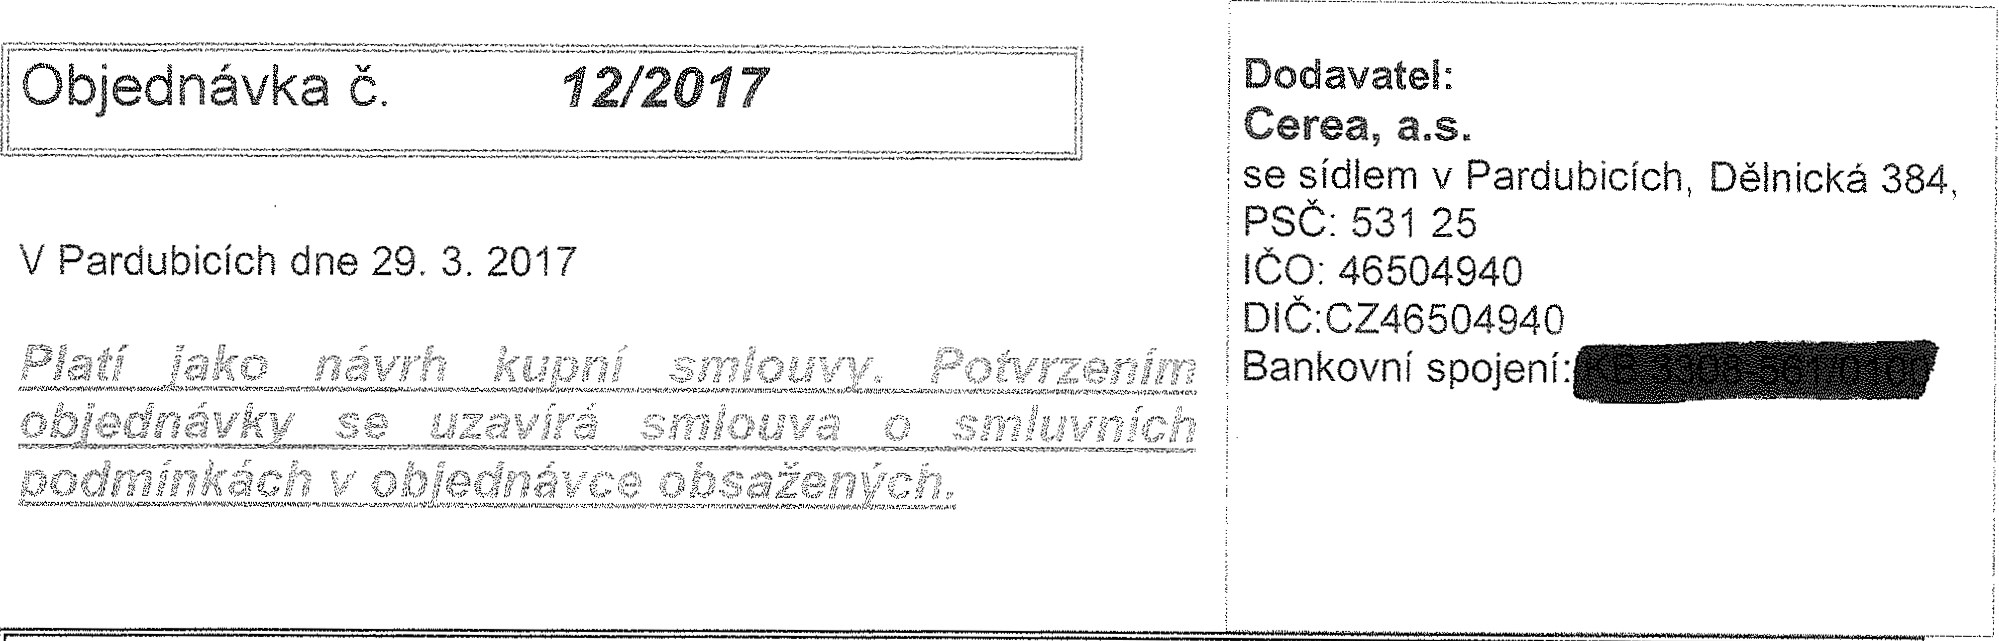 Objednávka č. 12/2017
V Pardubicích dne 29. 3. 2017
Platí jako návrh kupní smlouvy. Potvrzením
objednávky se uzavírá smlouva o smluvních
podmínkách v objednávce obsažených.
Dodavatel:
Cerea, a.s.
se sídlem v Pardubicích, Dělnická 384,
PSČ: 531 25
IČO: 46504940
DIČ:CZ46504940
Bankovní spojení: